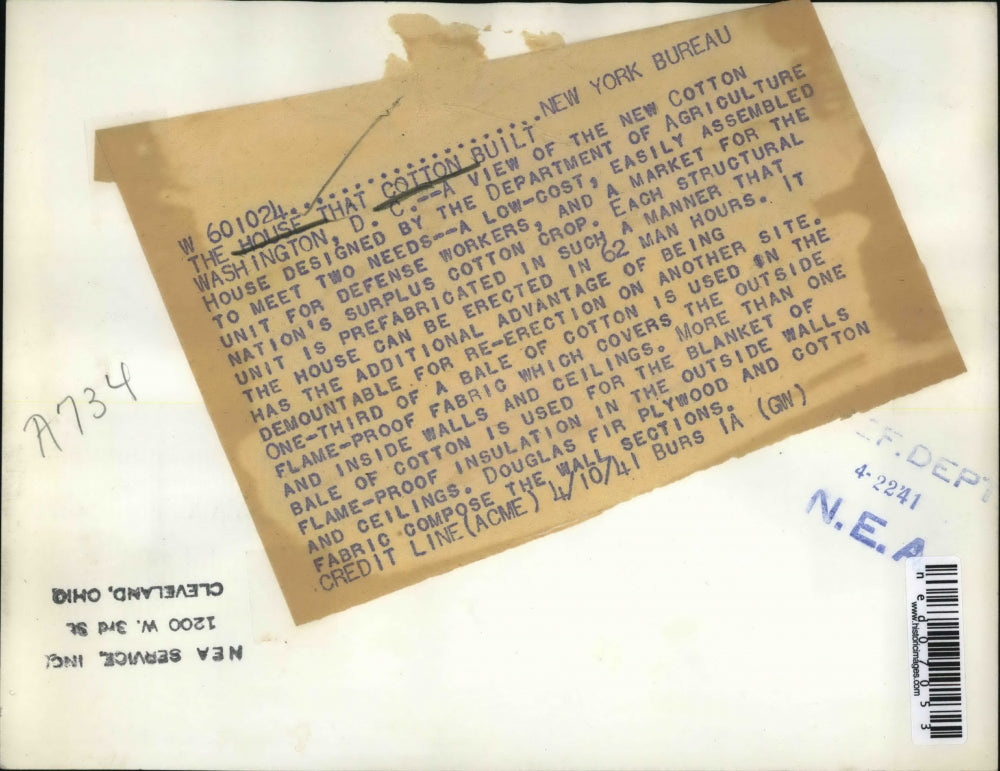 W 601024...........................NEW YORK BUREAU
THE HOUSE THAT COTTON BUILT
WASHINGTON, D. C.--A VIEW OF THE NEW COTTON
HOUSE DESIGNED BY THE DEPARTMENT OF AGRICULTURE
TO MEET TWO NEEDS--A LOW-COST, EASILY ASSEMBLED
UNIT FOR DEFENSE WORKERS, AND A MARKET FOR THE
NATION'S SURPLUS COTTON CROP. EACH STRUCTURAL
UNIT IS PREFABRICATED IN SUCH A MANNER THAT
THE HOUSE CAN BE ERECTED IN 62 MAN HOURS. IT
HAS THE ADDITIONAL ADVANTAGE OF BEING
DEMOUNTABLE FOR RE-ERECTION ON ANOTHER SITE.
ONE-THIRD OF A BALE OF COTTON IS USED IN THE
FLAME-PROOF FABRIC WHICH COVERS THE OUTSIDE
AND INSIDE WALLS AND CEILINGS. MORE THAN ONE
BALE OF COTTON IS USED FOR THE BLANKET OF
FLAME-PROOF INSULATION IN THE OUTSIDE WALLS
AND CEILINGS. DOUGLAS FIR PLYWOOD AND COTTON
FABRIC COMPOSE THE WALL SECTIONS. (GW)
CREDIT LINE (ACME) 4/10/41 BURS IA
A734
EF. DEPT
4-22'41
N.E.A
NEA SERVICE, INC.
1200 W. 3rd St.
CLEVELAND, OHIO
ned07053
www.historicimages.com